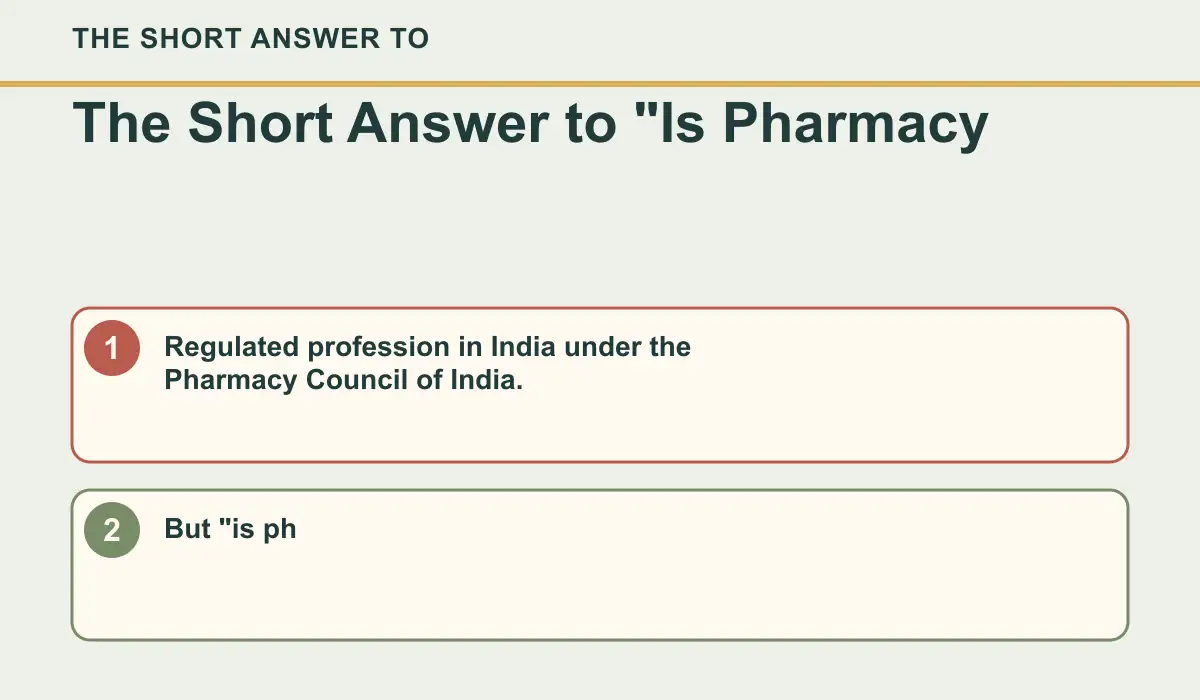 THE SHORT ANSWER TO
The Short Answer to "Is Pharmacy
1
Regulated profession in India under the
Pharmacy Council of India.
2
But "is ph